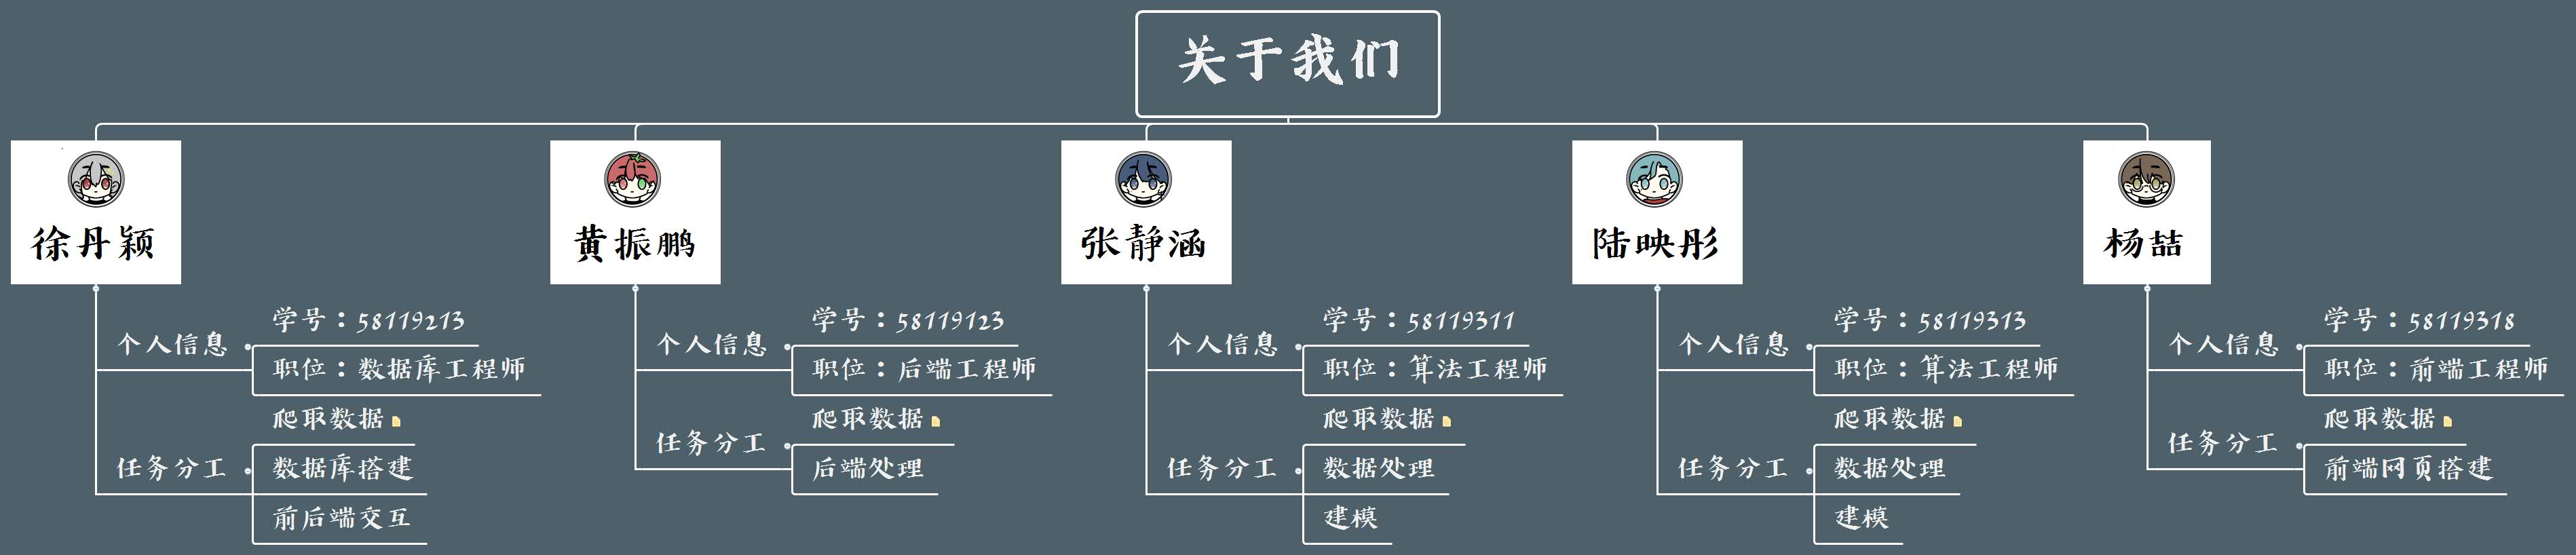 关于我们
徐丹颖
个人信息
学号：58119213
职位：数据库工程师
任务分工
爬取数据
数据库搭建
前后端交互
黄振鹏
个人信息
学号：58119123
职位：后端工程师
任务分工
爬取数据
后端处理
张静涵
个人信息
学号：58119311
职位：算法工程师
任务分工
爬取数据
数据处理
建模
陆映彤
个人信息
学号：58119313
职位：算法工程师
任务分工
爬取数据
数据处理
建模
杨喆
个人信息
学号：58119318
职位：前端工程师
任务分工
爬取数据
前端网页搭建